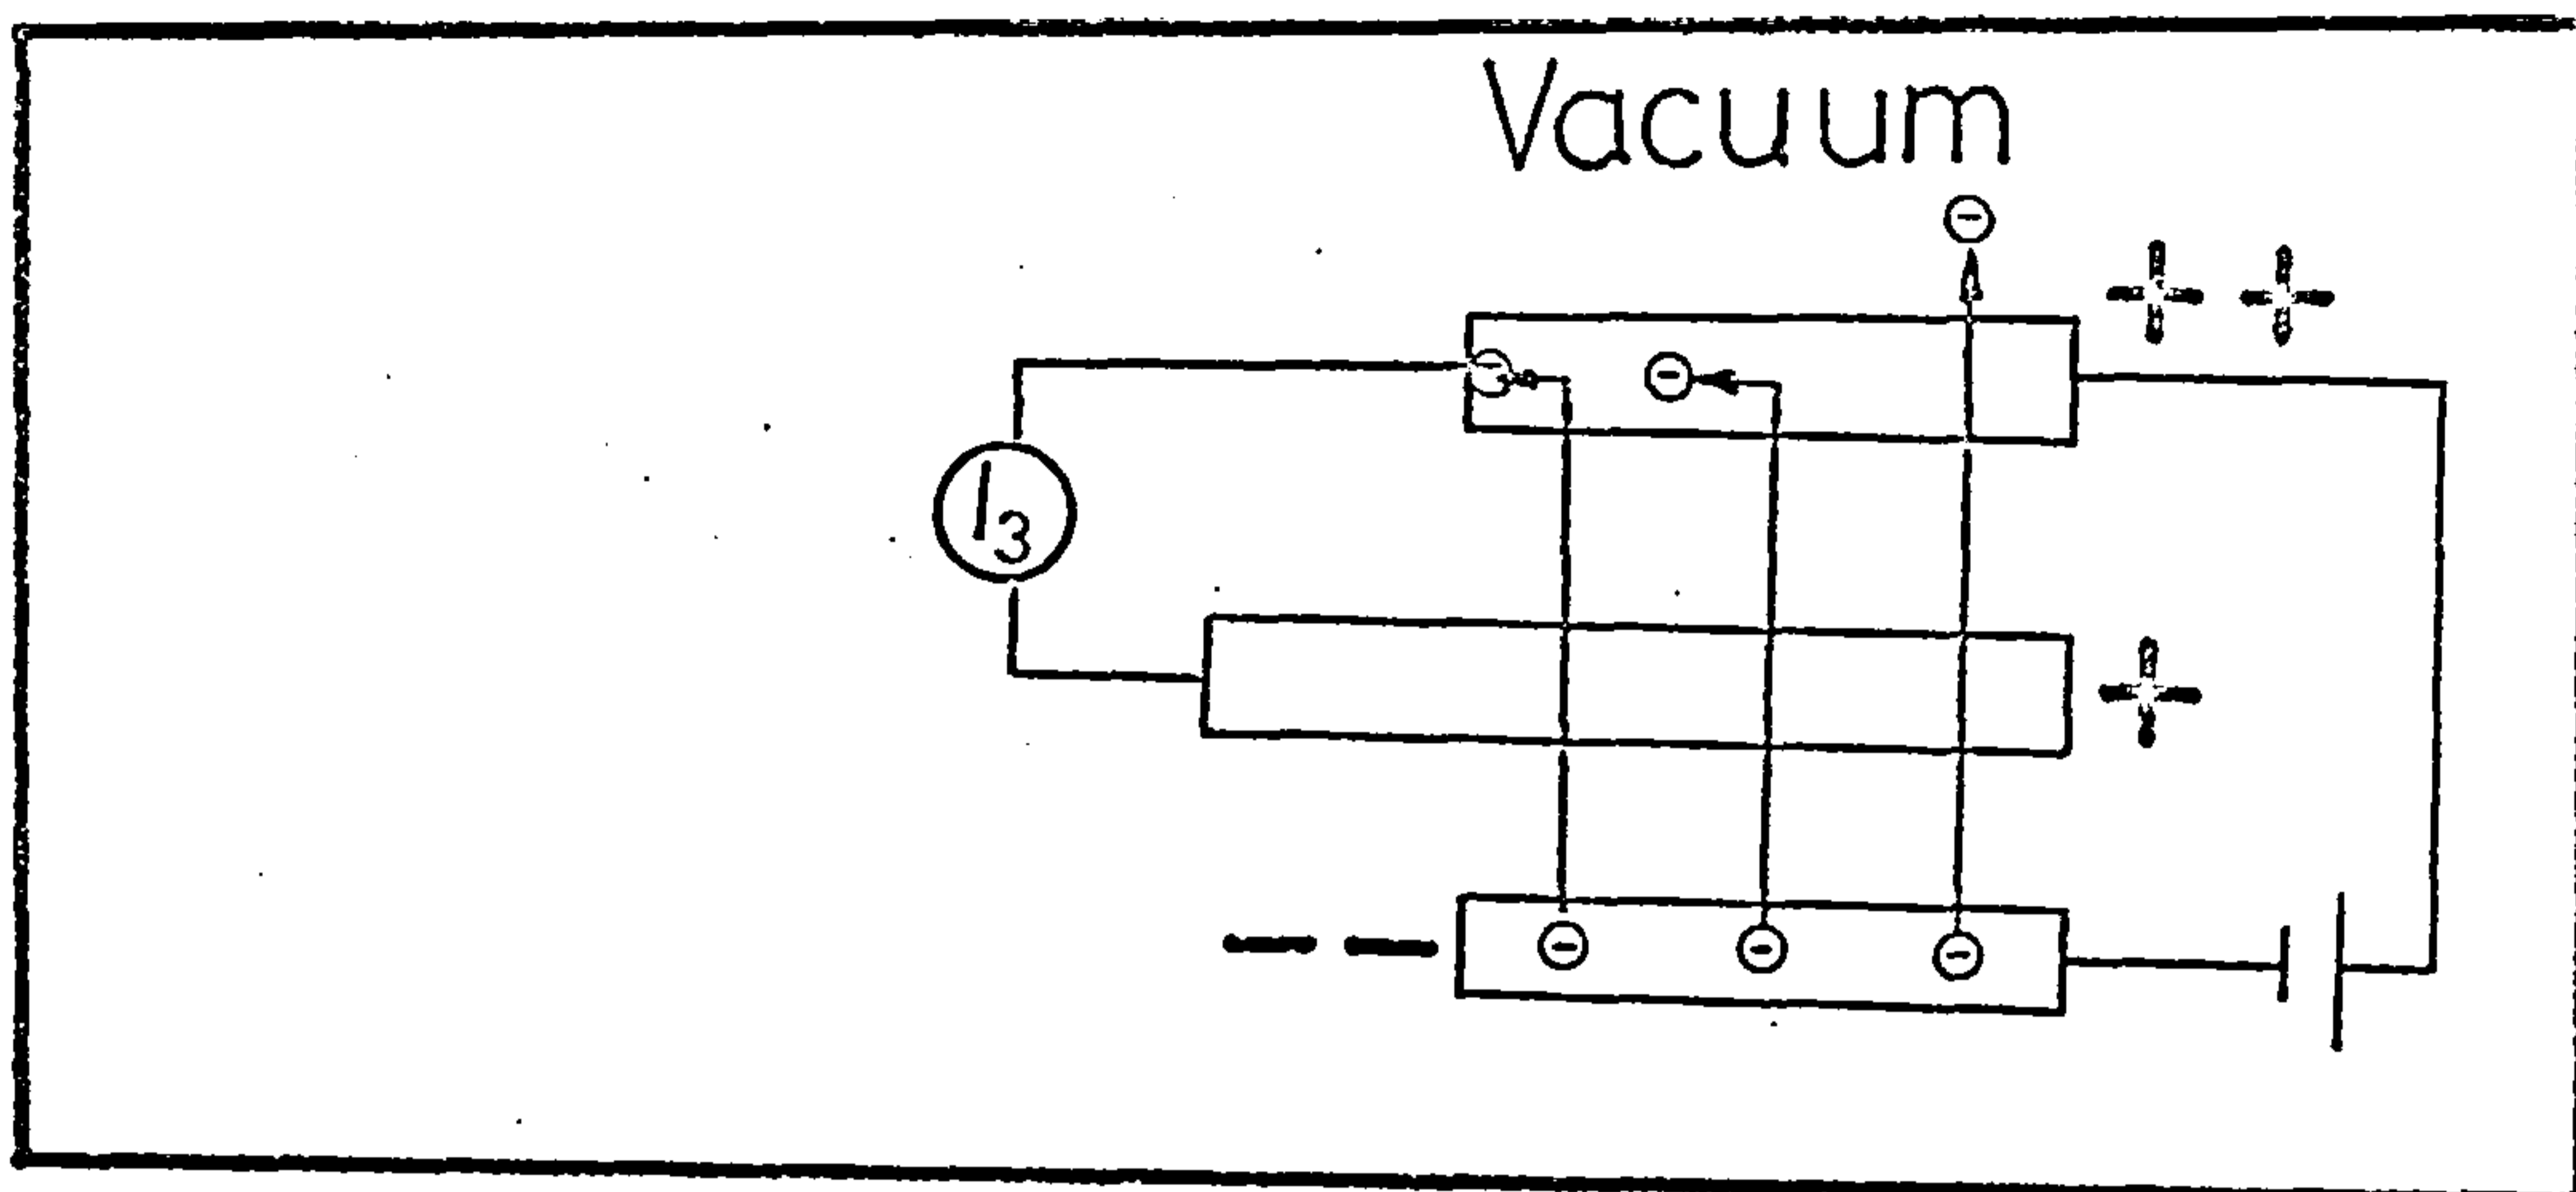 Vacuum
⊖
+ +
⊖ ⊖
I3
+
− − ⊖ ⊖ ⊖